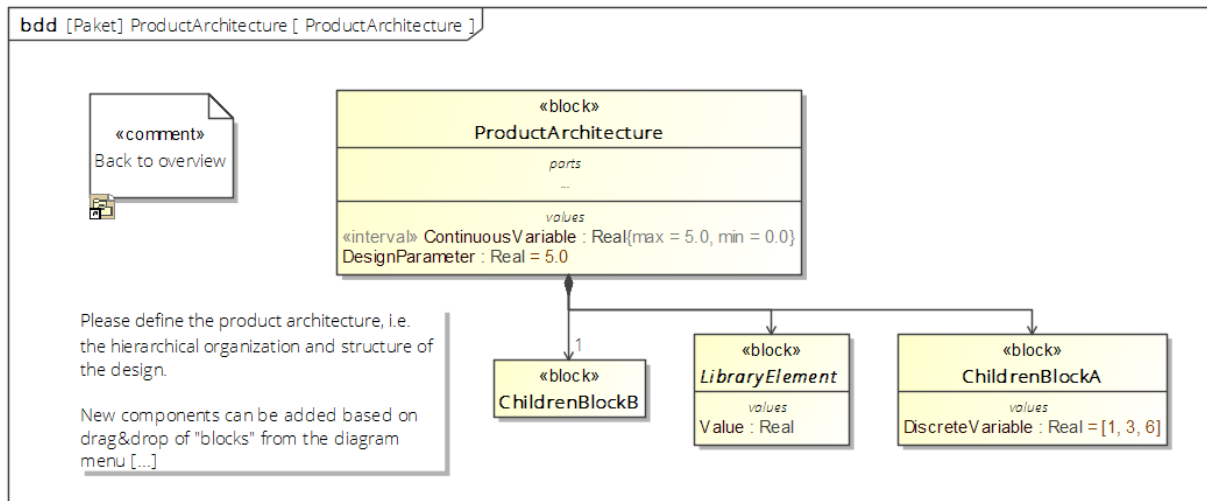 bdd [Paket] ProductArchitecture [ ProductArchitecture ]
«comment»
Back to overview
«block»
ProductArchitecture
parts
...
values
«interval» ContinuousVariable : Real{max = 5.0, min = 0.0}
DesignParameter : Real = 5.0
Please define the product architecture, i.e.
the hierarchical organization and structure of
the design.
New components can be added based on
drag&drop of "blocks" from the diagram
menu [...]
1
«block»
ChildrenBlockB
«block»
LibraryElement
values
Value : Real
«block»
ChildrenBlockA
values
DiscreteVariable : Real = [1, 3, 6]